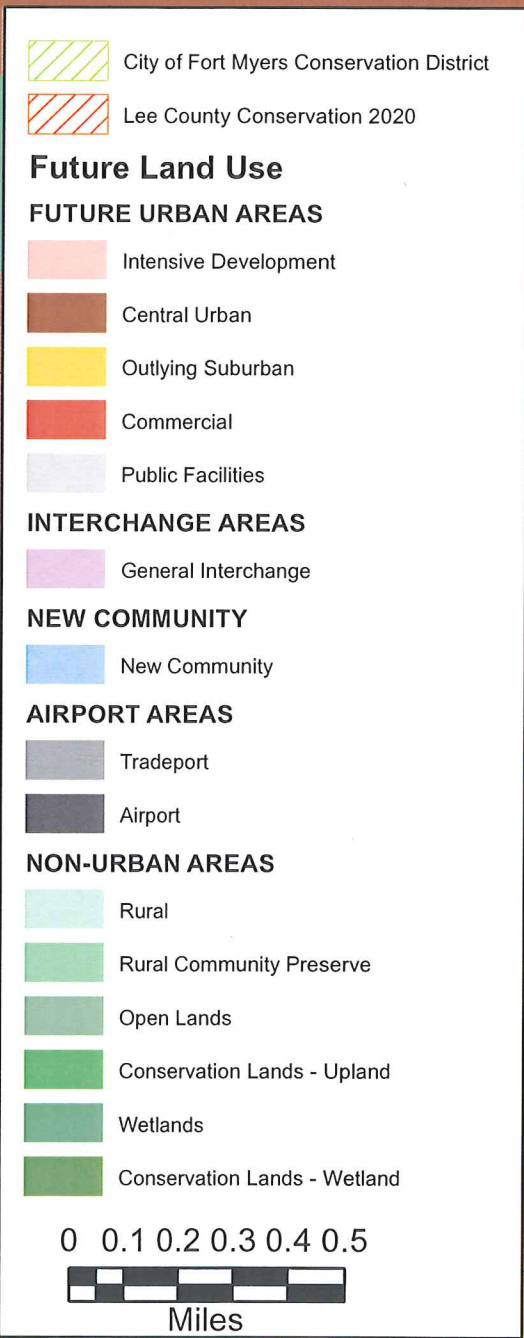 City of Fort Myers Conservation District
Lee County Conservation 2020
Future Land Use
FUTURE URBAN AREAS
Intensive Development
Central Urban
Outlying Suburban
Commercial
Public Facilities
INTERCHANGE AREAS
General Interchange
NEW COMMUNITY
New Community
AIRPORT AREAS
Tradeport
Airport
NON-URBAN AREAS
Rural
Rural Community Preserve
Open Lands
Conservation Lands - Upland
Wetlands
Conservation Lands - Wetland
0 0.1 0.2 0.3 0.4 0.5
Miles